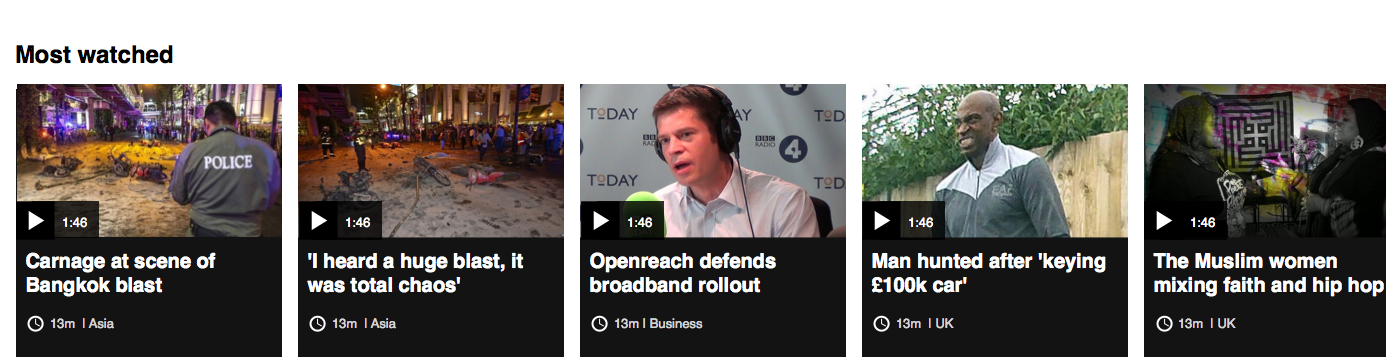 Most watched
POLICE
1:46
Carnage at scene of
Bangkok blast
13m | Asia
1:46
'I heard a huge blast, it
was total chaos'
13m | Asia
TODAY
BBC
RADIO 4
TODAY
1:46
Openreach defends
broadband rollout
13m | Business
1:46
Man hunted after 'keying
£100k car'
13m | UK
1:46
The Muslim women
mixing faith and hip hop
13m | UK